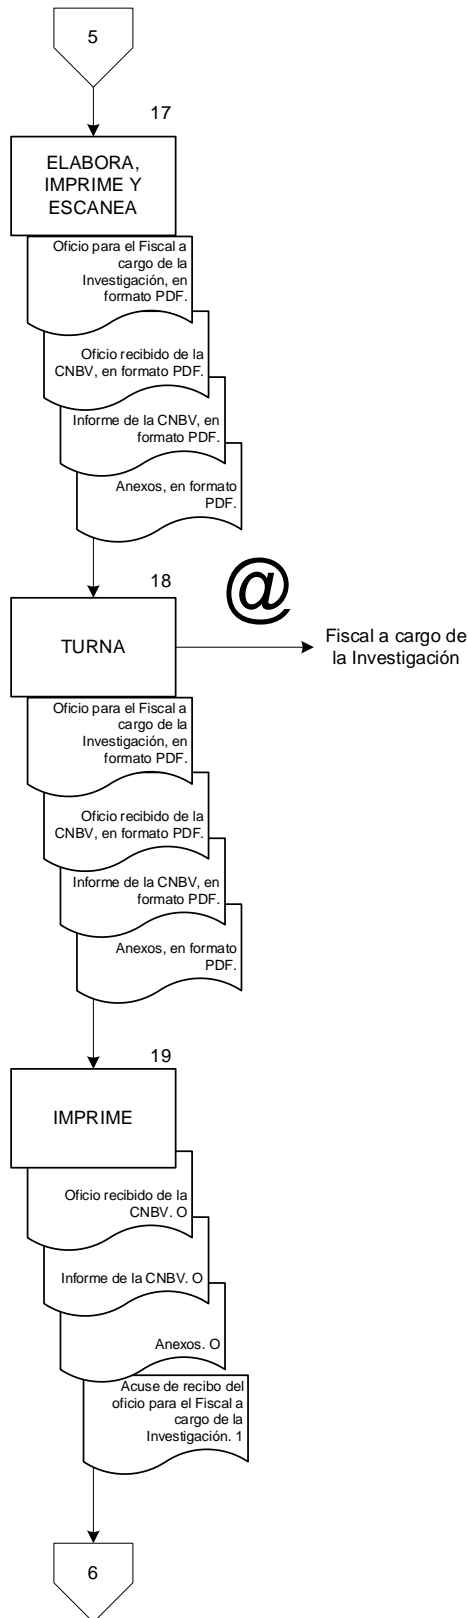 5
17
ELABORA,
IMPRIME Y
ESCANEA
Oficio para el Fiscal a
cargo de la
Investigación, en
formato PDF.
Oficio recibido de la
CNBV, en formato PDF.
Informe de la CNBV, en
formato PDF.
Anexos, en formato
PDF.
18
@
TURNA
Fiscal a cargo de
la Investigación
Oficio para el Fiscal a
cargo de la
Investigación, en
formato PDF.
Oficio recibido de la
CNBV, en formato PDF.
Informe de la CNBV, en
formato PDF.
Anexos, en formato
PDF.
19
IMPRIME
Oficio recibido de la
CNBV. O
Informe de la CNBV. O
Anexos. O
Acuse de recibo del
oficio para el Fiscal a
cargo de la
Investigación. 1
6